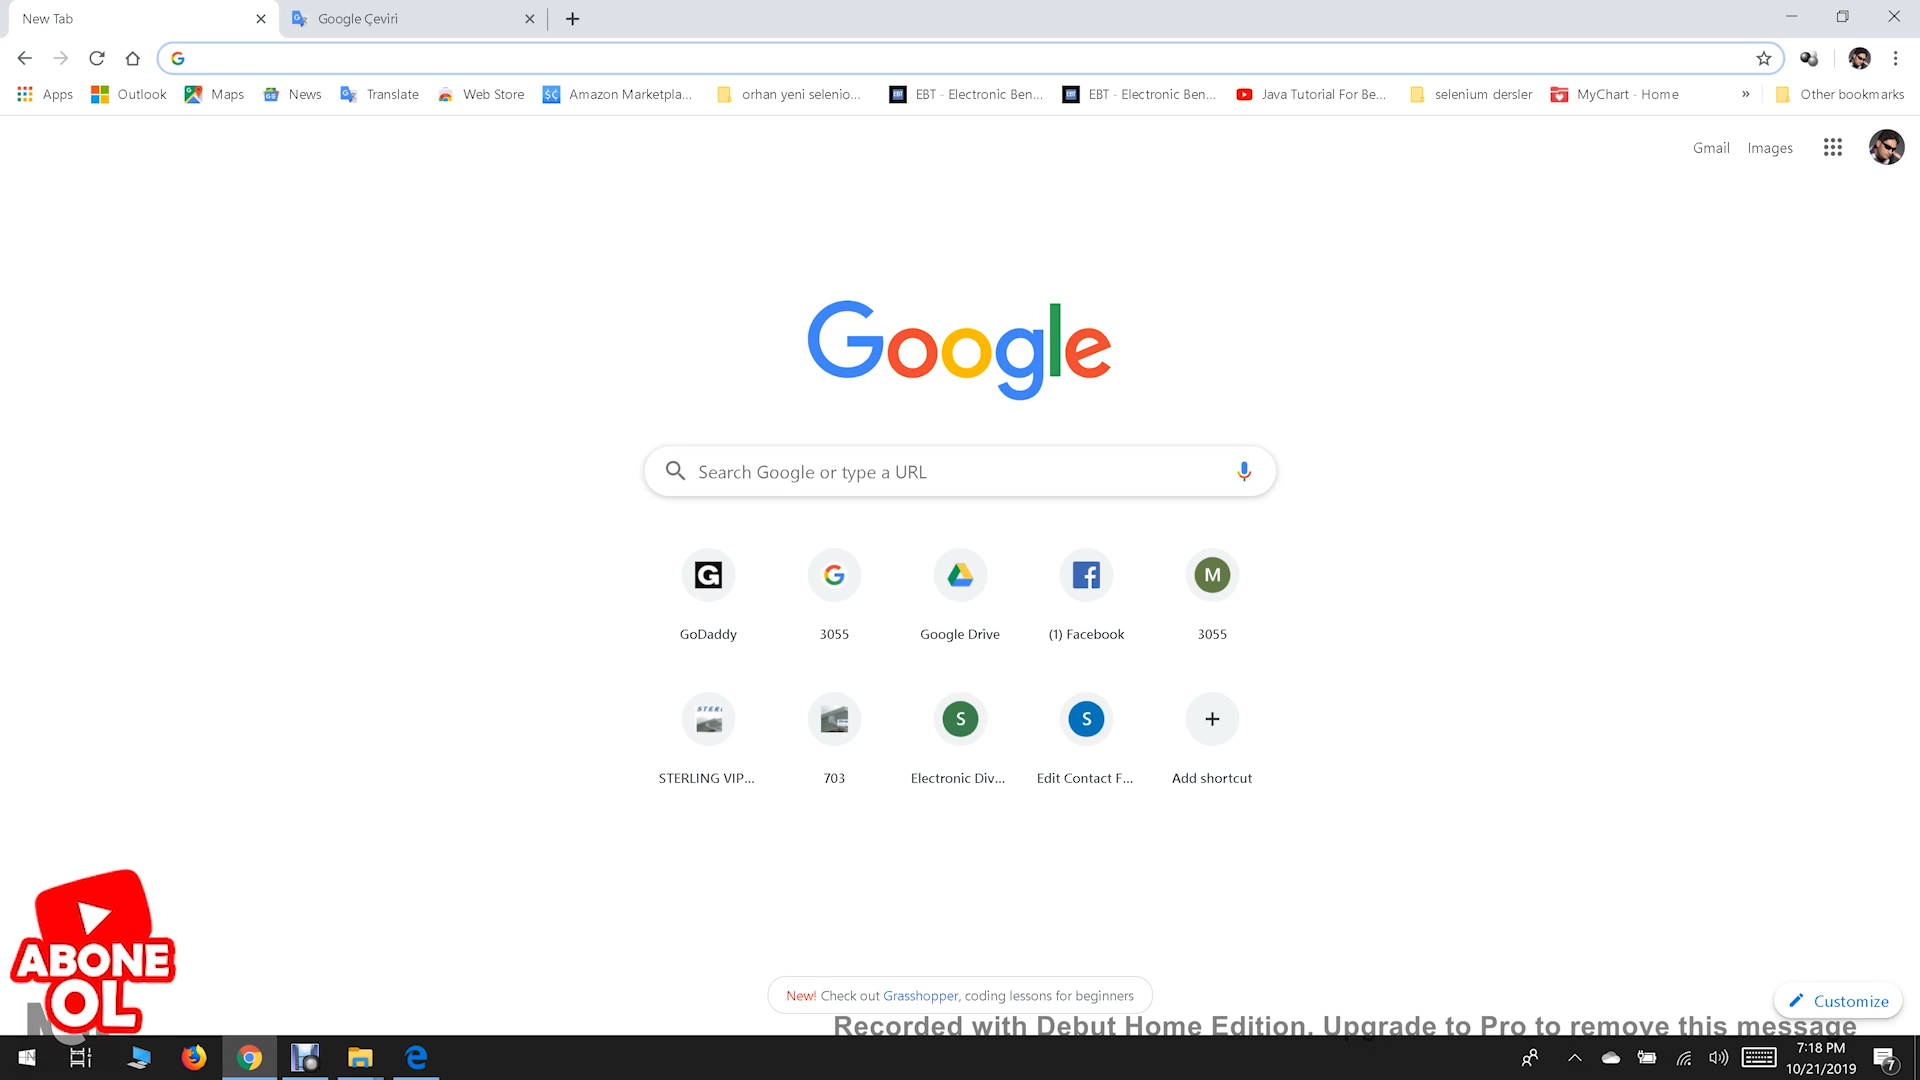 New Tab
Google Çeviri
Apps
Outlook
Maps
News
Translate
Web Store
Amazon Marketpla...
orhan yeni selenio...
EBT - Electronic Ben...
EBT - Electronic Ben...
Java Tutorial For Be...
selenium dersler
MyChart - Home
»
Other bookmarks
Gmail
Images
Google
Search Google or type a URL
GoDaddy
3055
Google Drive
(1) Facebook
M
3055
STERLING VIP...
703
S
Electronic Div...
S
Edit Contact F...
Add shortcut
ABONE
OL
New! Check out Grasshopper, coding lessons for beginners
Customize
Recorded with Debut Home Edition. Upgrade to Pro to remove this message
7:18 PM
10/21/2019
7